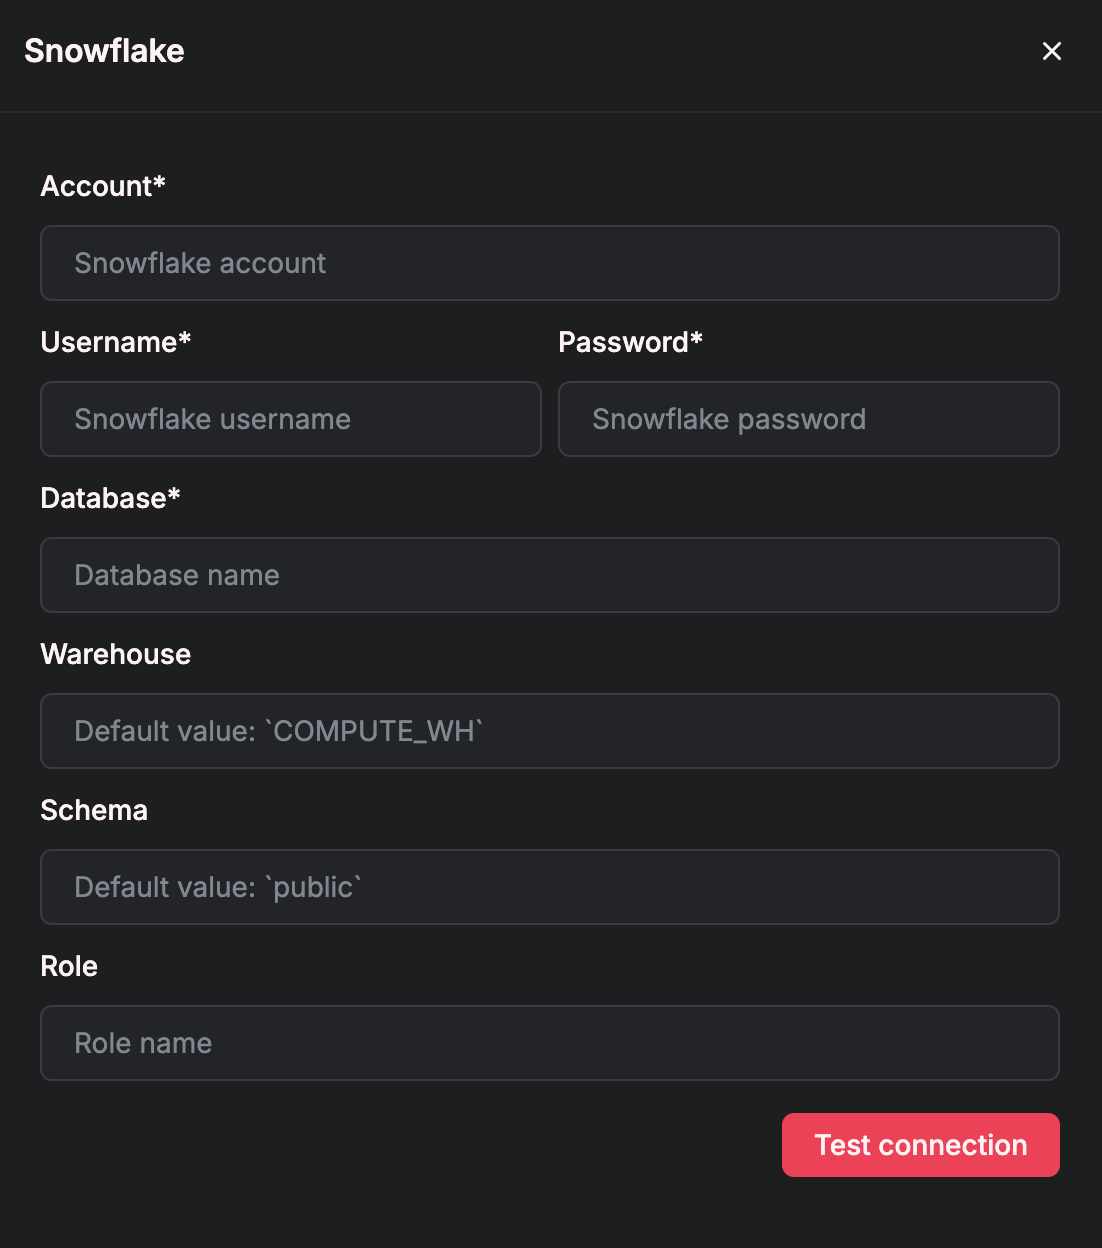 Snowflake
Account*
Snowflake account
Username*
Password*
Snowflake username
Snowflake password
Database*
Database name
Warehouse
Default value: `COMPUTE_WH`
Schema
Default value: `public`
Role
Role name
Test connection